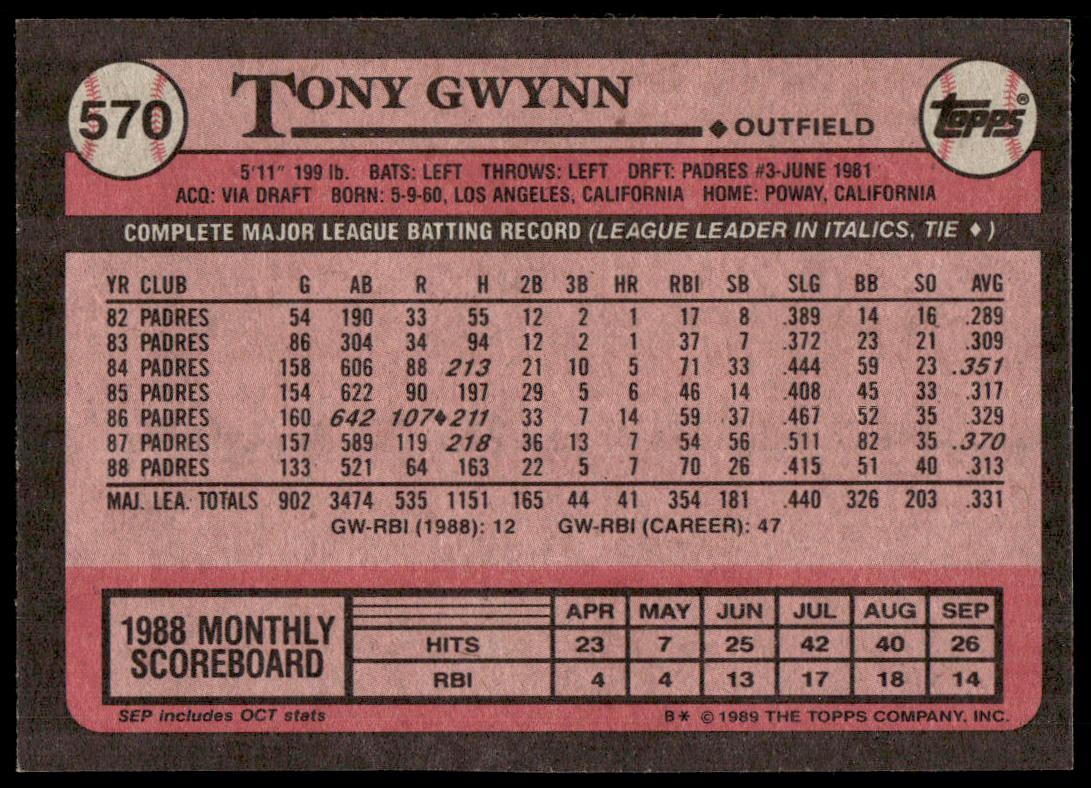 570
TONY GWYNN
Topps®
◆ OUTFIELD
5'11" 199 lb. BATS: LEFT THROWS: LEFT DRFT: PADRES #3-JUNE 1981
ACQ: VIA DRAFT BORN: 5-9-60, LOS ANGELES, CALIFORNIA HOME: POWAY, CALIFORNIA
COMPLETE MAJOR LEAGUE BATTING RECORD (LEAGUE LEADER IN ITALICS, TIE ♦)
YR CLUB G AB R H 2B 3B HR RBI SB SLG BB SO AVG
82 PADRES 54 190 33 55 12 2 1 17 8 .389 14 16 .289
83 PADRES 86 304 34 94 12 2 1 37 7 .372 23 21 .309
84 PADRES 158 606 88 213 21 10 5 71 33 .444 59 23 .351
85 PADRES 154 622 90 197 29 5 6 46 14 .408 45 33 .317
86 PADRES 160 642 107♦211 33 7 14 59 37 .467 52 35 .329
87 PADRES 157 589 119 218 36 13 7 54 56 .511 82 35 .370
88 PADRES 133 521 64 163 22 5 7 70 26 .415 51 40 .313
MAJ. LEA. TOTALS 902 3474 535 1151 165 44 41 354 181 .440 326 203 .331
GW-RBI (1988): 12 GW-RBI (CAREER): 47
1988 MONTHLY
SCOREBOARD
APR MAY JUN JUL AUG SEP
HITS 23 7 25 42 40 26
RBI 4 4 13 17 18 14
SEP includes OCT stats
B* © 1989 THE TOPPS COMPANY, INC.